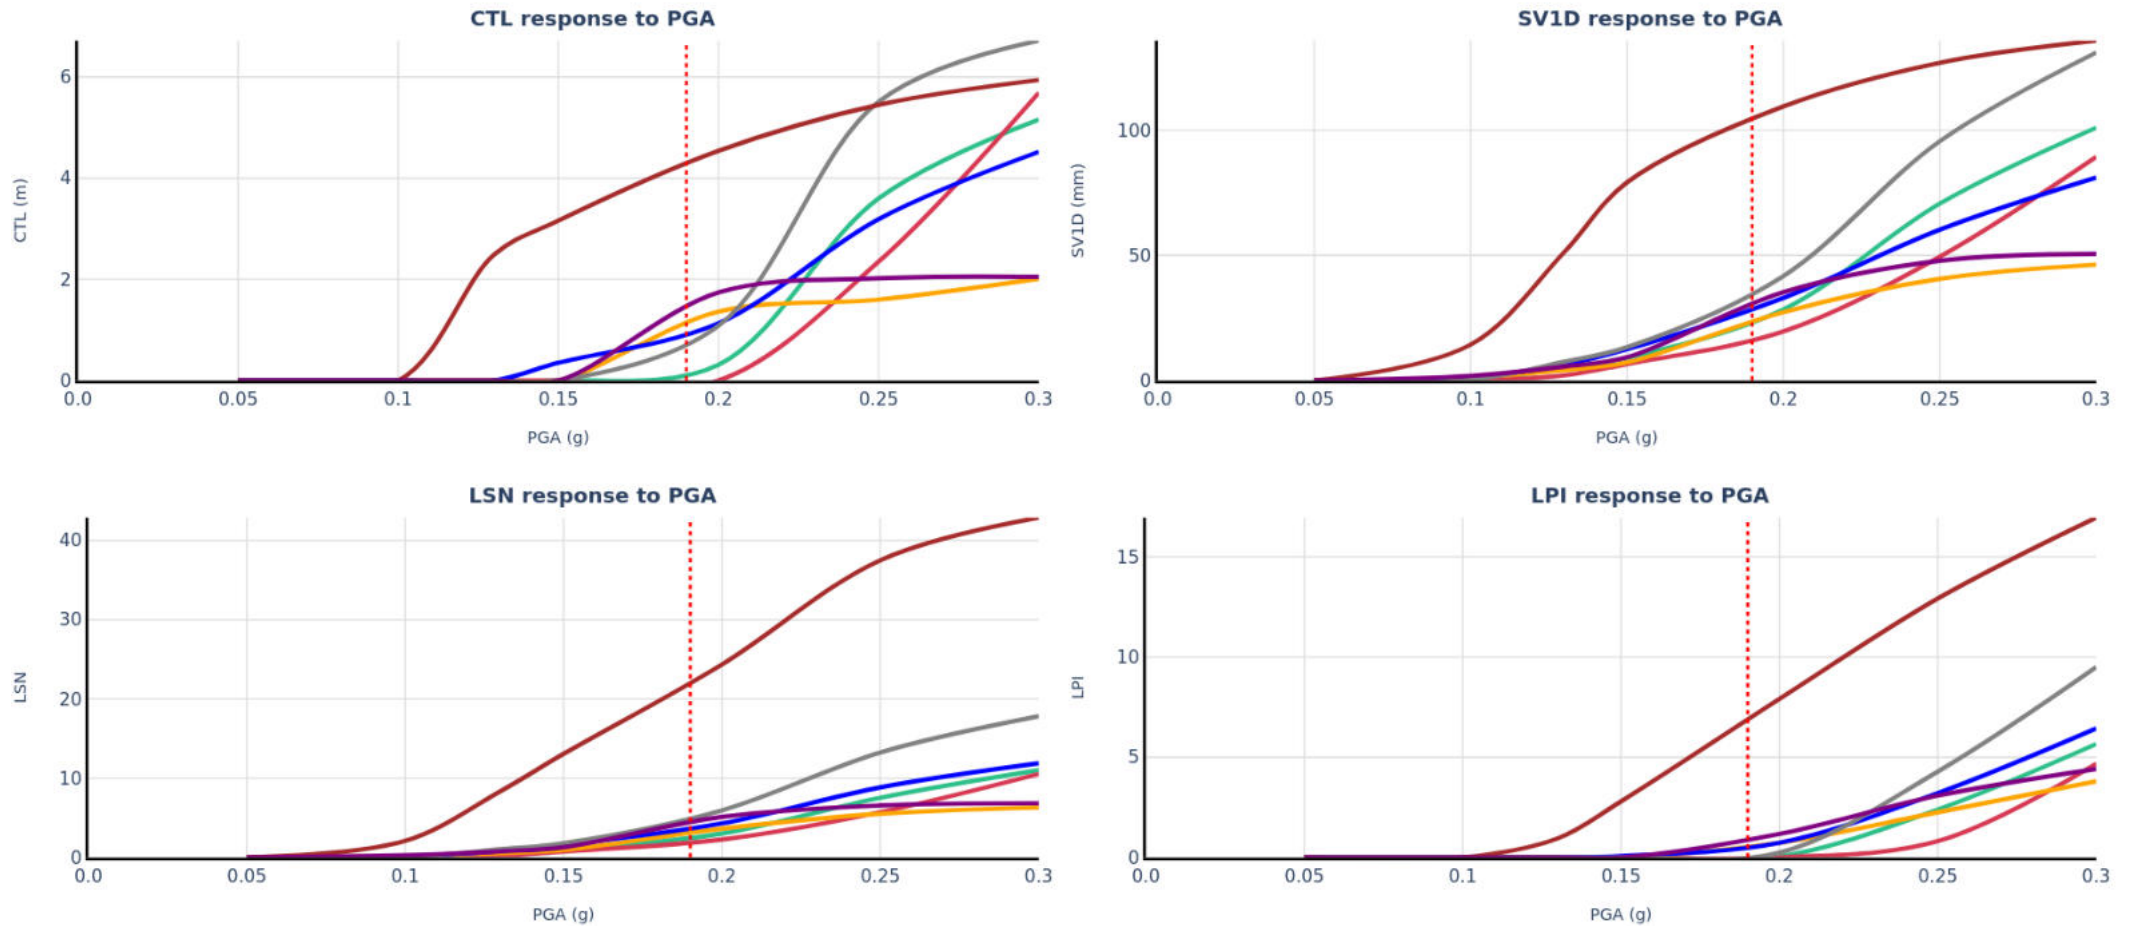 CTL response to PGA
CTL (m)
6
4
2
0
0.0 0.05 0.1 0.15 0.2 0.25 0.3
PGA (g)
SV1D response to PGA
SV1D (mm)
100
50
0
0.0 0.05 0.1 0.15 0.2 0.25 0.3
PGA (g)
LSN response to PGA
LSN
40
30
20
10
0
0.0 0.05 0.1 0.15 0.2 0.25 0.3
PGA (g)
LPI response to PGA
LPI
15
10
5
0
0.0 0.05 0.1 0.15 0.2 0.25 0.3
PGA (g)